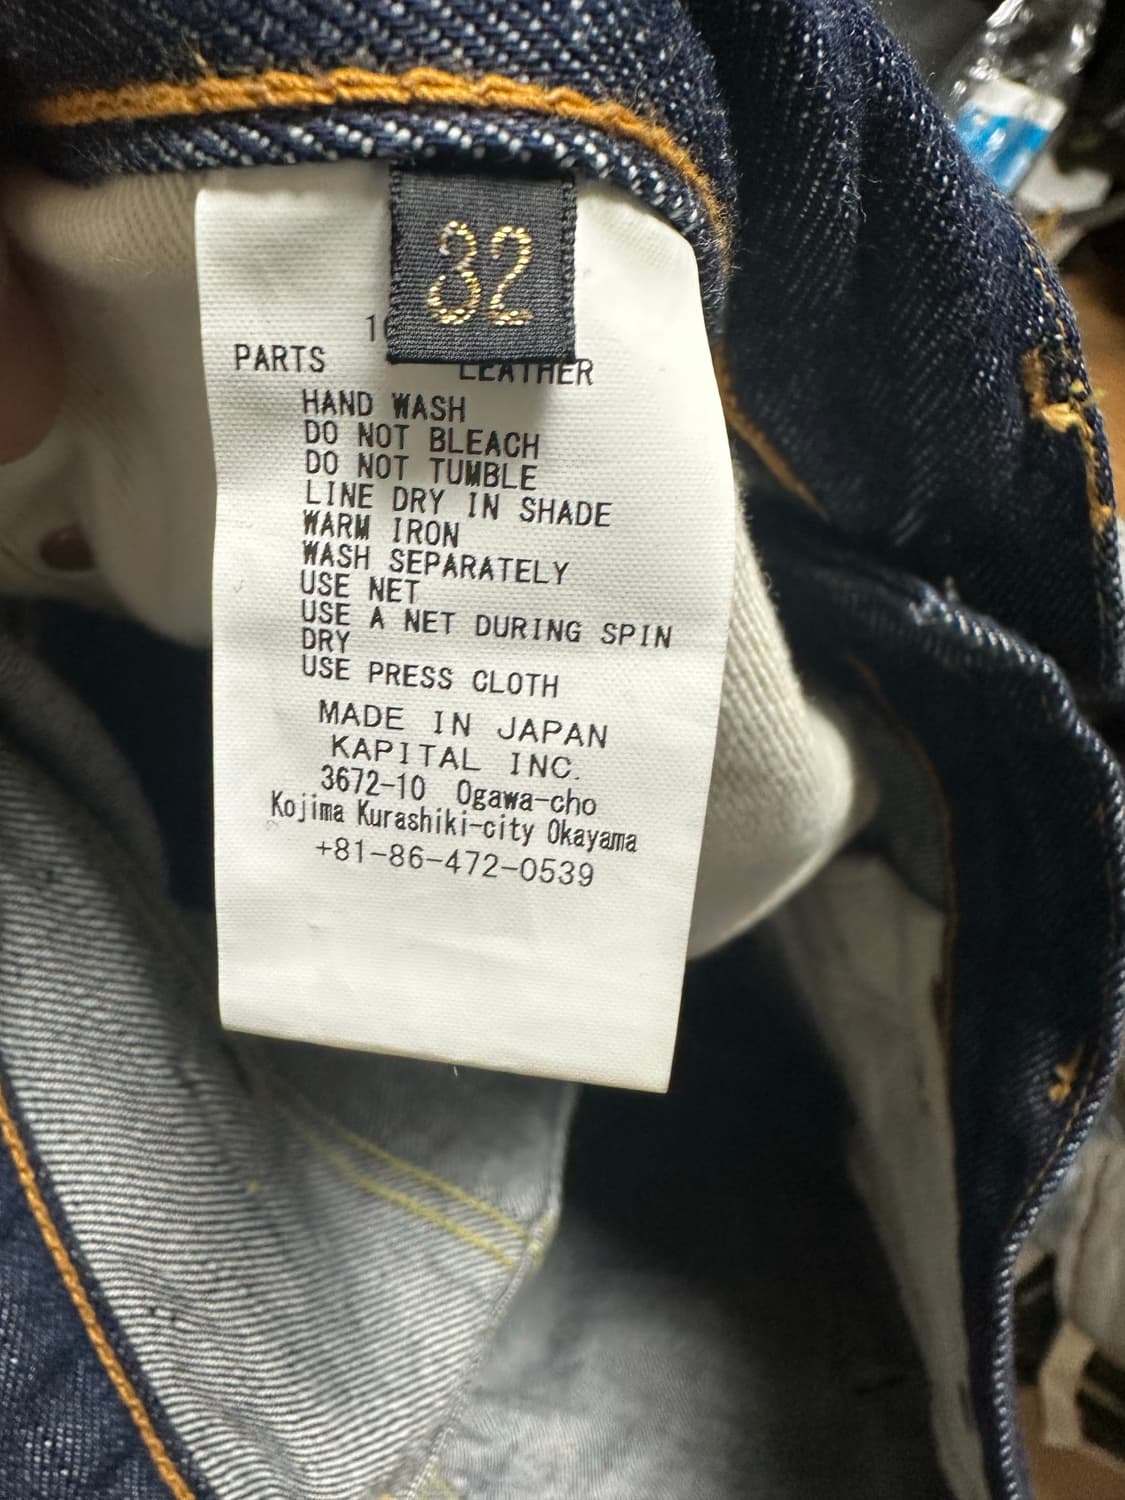 32
PARTS LEATHER
HAND WASH
DO NOT BLEACH
DO NOT TUMBLE
LINE DRY IN SHADE
WARM IRON
WASH SEPARATELY
USE NET
USE A NET DURING SPIN
DRY
USE PRESS CLOTH
MADE IN JAPAN
KAPITAL INC.
3672-10 Ogawa-cho
Kojima Kurashiki-city Okayama
+81-86-472-0539